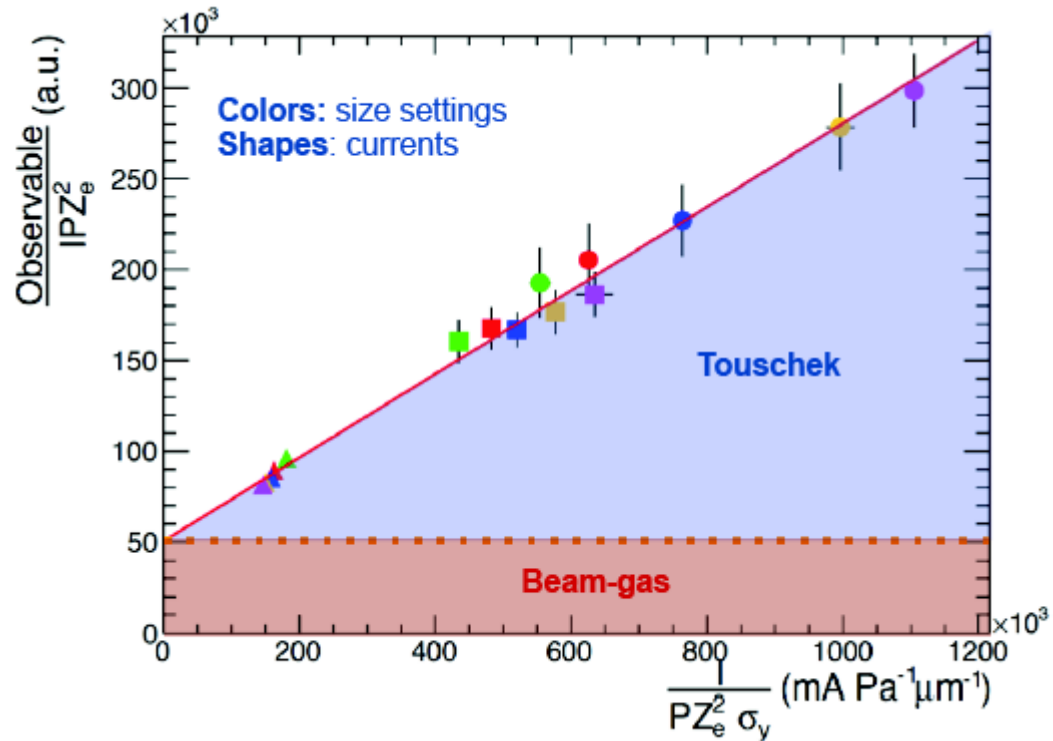 ×10³
Observable
IPZ²ₑ
(a.u.)
Colors: size settings
Shapes: currents
300
250
200
150
100
50
0
Touschek
Beam-gas
0 200 400 600 800 1000 1200
×10³
I
PZ²ₑ σᵧ
(mA Pa⁻¹µm⁻¹)